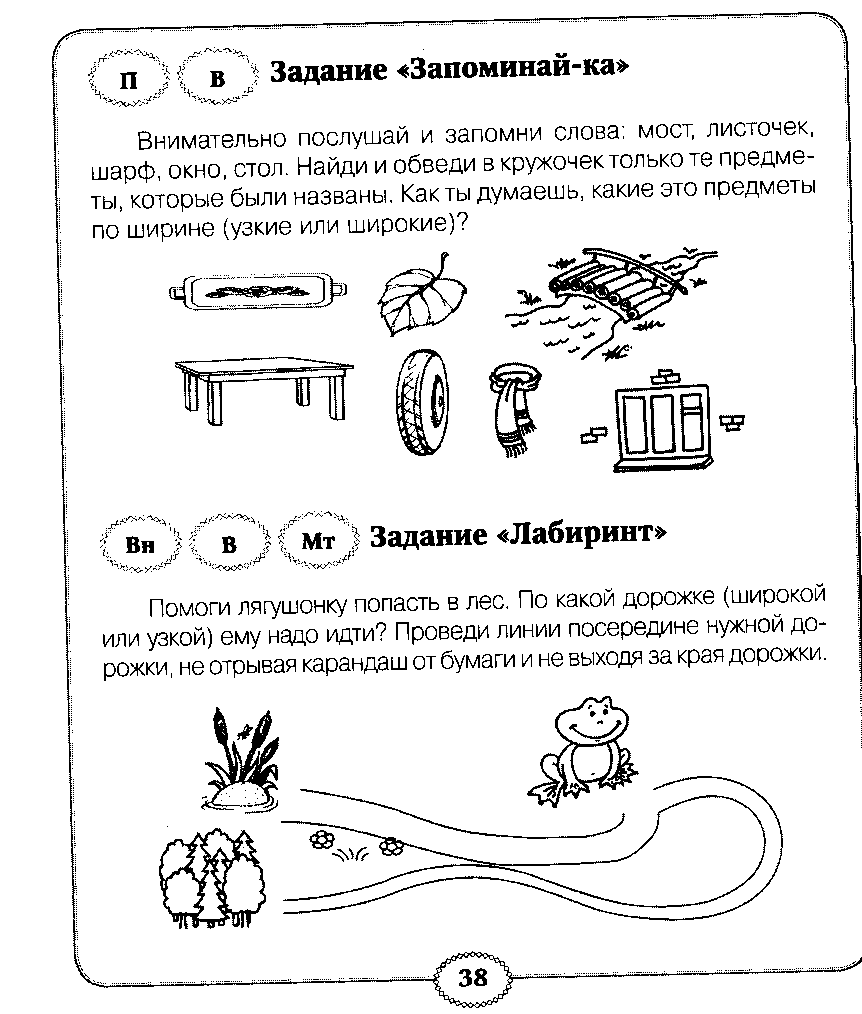 П В Задание «Запоминай-ка»
Внимательно послушай и запомни слова: мост, листочек,
шарф, окно, стол. Найди и обведи в кружочек только те предме-
ты, которые были названы. Как ты думаешь, какие это предметы
по ширине (узкие или широкие)?
Вн В Мт Задание «Лабиринт»
Помоги лягушонку попасть в лес. По какой дорожке (широкой
или узкой) ему надо идти? Проведи линии посередине нужной до-
рожки, не отрывая карандаш от бумаги и не выходя за края дорожки.
38